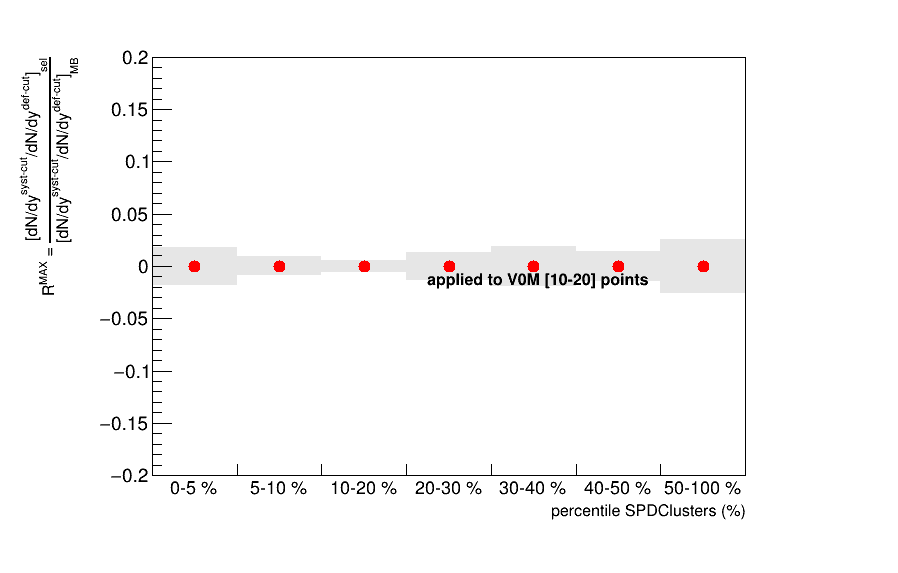 R^MAX = [dN/dy^syst-cut/dN/dy^def-cut]_sel / [dN/dy^syst-cut/dN/dy^def-cut]_MB
0.2
0.15
0.1
0.05
0
−0.05
−0.1
−0.15
−0.2
applied to V0M [10-20] points
0-5 % 5-10 % 10-20 % 20-30 % 30-40 % 40-50 % 50-100 %
percentile SPDClusters (%)